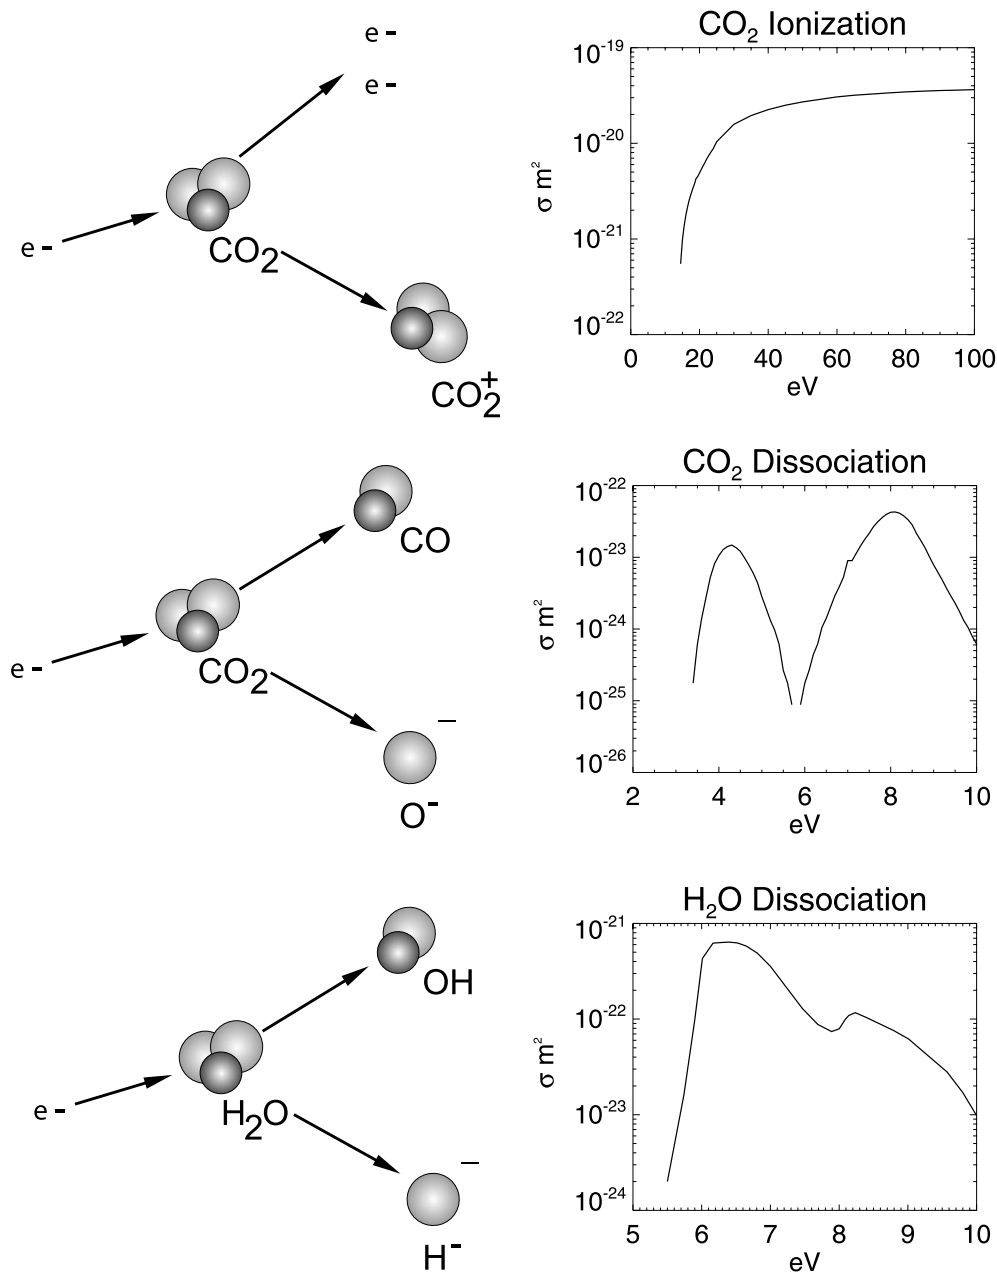 e-
e-
e-
CO₂
CO₂⁺
CO₂ Ionization
10⁻¹⁹
10⁻²⁰
10⁻²¹
10⁻²²
σ m²
0 20 40 60 80 100
eV
e-
CO₂
CO
−
O⁻
CO₂ Dissociation
10⁻²²
10⁻²³
10⁻²⁴
10⁻²⁵
10⁻²⁶
σ m²
2 4 6 8 10
eV
e-
H₂O
OH
−
H⁻
H₂O Dissociation
10⁻²¹
10⁻²²
10⁻²³
10⁻²⁴
σ m²
5 6 7 8 9 10
eV